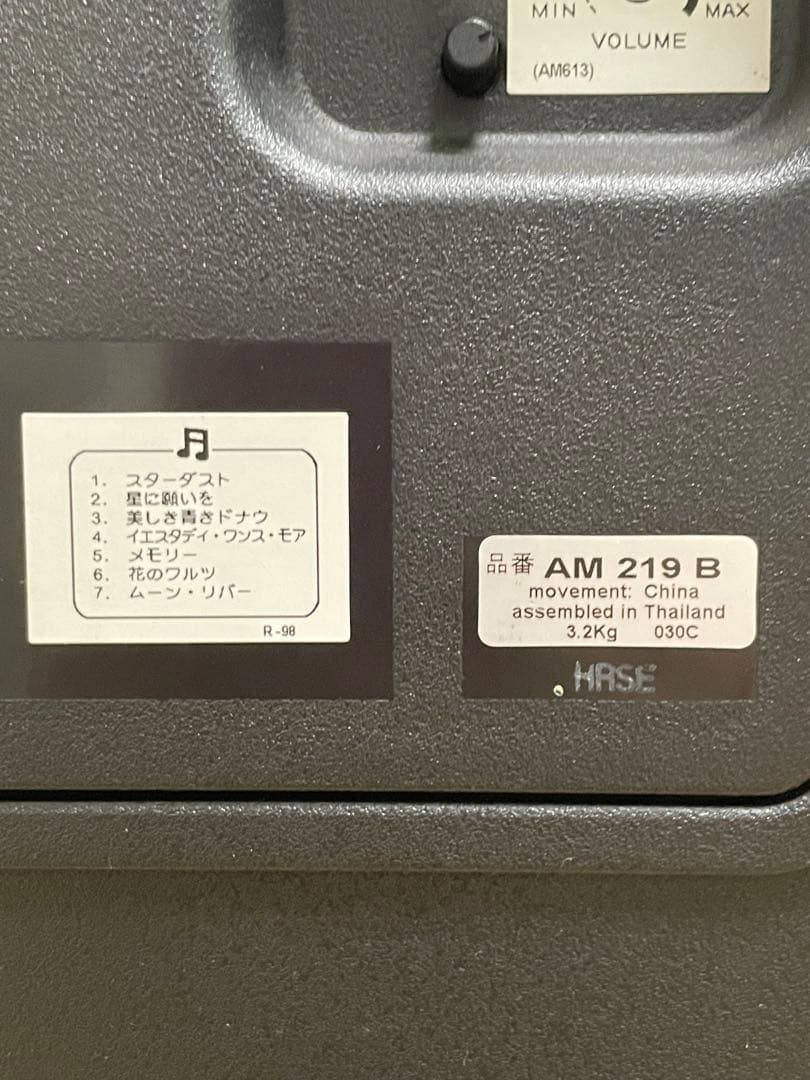 MIN MAX
VOLUME
(AM613)
1. スターダスト
2. 星に願いを
3. 美しき青きドナウ
4. イエスタデイ・ワンス・モア
5. メモリー
6. 花のワルツ
7. ムーン・リバー
R-98
品番 AM 219 B
movement: China
assembled in Thailand
3.2Kg 030C
HASE